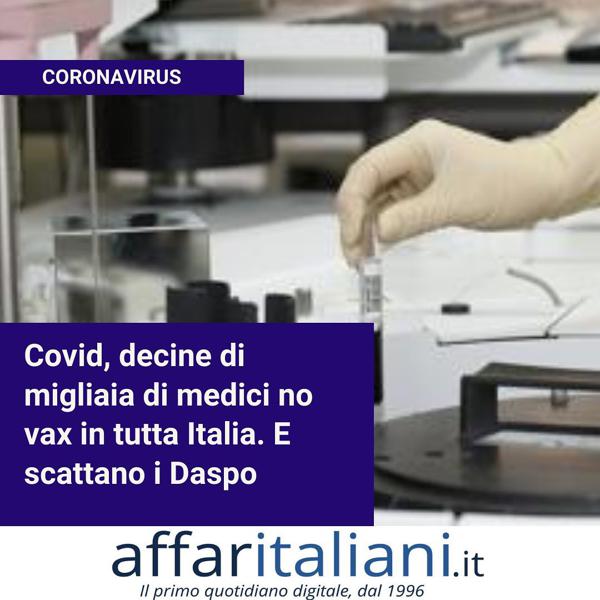 CORONAVIRUS
Covid, decine di
migliaia di medici no
vax in tutta Italia. E
scattano i Daspo
affaritaliani.it
Il primo quotidiano digitale, dal 1996